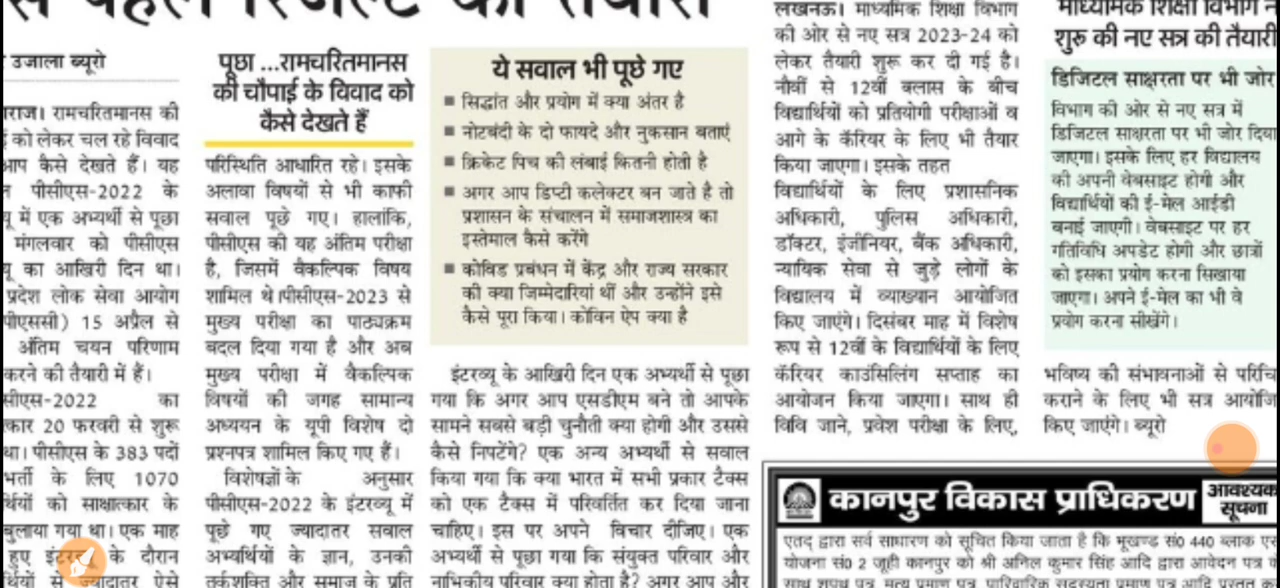 उजाला ब्यूरो
रामचरितमानस की
को लेकर चल रहे विवाद
आप कैसे देखते हैं। यह
पीसीएस-2022 के
में एक अभ्यर्थी से पूछा
मंगलवार को पीसीएस
का आखिरी दिन था।
प्रदेश लोक सेवा आयोग
15 अप्रैल से
अंतिम चयन परिणाम
करने की तैयारी में हैं।
का
20 फरवरी से शुरू
था। पीसीएस के 383 पदों
भर्ती के लिए 1070
को साक्षात्कार के
बुलाया गया था। एक माह
हुए के दौरान
ज्यादातर ऐसे
पूछा ...रामचरितमानस
की चौपाई के विवाद को
कैसे देखते हैं
परिस्थिति आधारित रहे। इसके
अलावा विषयों से भी काफी
सवाल पूछे गए। हालांकि,
पीसीएस की यह अंतिम परीक्षा
है, जिसमें वैकल्पिक विषय
शामिल थे।पीसीएस-2023 से
मुख्य परीक्षा का पाठ्यक्रम
बदल दिया गया है और अब
मुख्य परीक्षा में वैकल्पिक
विषयों की जगह सामान्य
अध्ययन के यूपी विशेष दो
प्रश्नपत्र शामिल किए गए हैं।
विशेषज्ञों के अनुसार
पीसीएस-2022 के इंटरव्यू में
पूछे गए ज्यादातर सवाल
अभ्यर्थियों के ज्ञान, उनकी
तर्कशक्ति और समाज के प्रति
ये सवाल भी पूछे गए
■ सिद्धांत और प्रयोग में क्या अंतर है
■ नोटबंदी के दो फायदे और नुकसान बताएं
■ क्रिकेट पिच की लंबाई कितनी होती है
■ अगर आप डिप्टी कलेक्टर बन जाते है तो
प्रशासन के संचालन में समाजशास्त्र का
इस्तेमाल कैसे करेंगे
■ कोविड प्रबंधन में केंद्र और राज्य सरकार
की क्या जिम्मेदारियां थीं और उन्होंने इसे
कैसे पूरा किया। कोविन ऐप क्या है
इंटरव्यू के आखिरी दिन एक अभ्यर्थी से पूछा
गया कि अगर आप एसडीएम बने तो आपके
सामने सबसे बड़ी चुनौती क्या होगी और उससे
कैसे निपटेंगे? एक अन्य अभ्यर्थी से सवाल
किया गया कि क्या भारत में सभी प्रकार टैक्स
को एक टैक्स में परिवर्तित कर दिया जाना
चाहिए। इस पर अपने विचार दीजिए। एक
अभ्यर्थी से पूछा गया कि संयुक्त परिवार और
नाभिकीय परिवार क्या होता है? अगर आप और
लखनऊ। माध्यमिक शिक्षा विभाग
की ओर से नए सत्र 2023-24 को
लेकर तैयारी शुरू कर दी गई है।
नौवीं से 12वीं क्लास के बीच
विद्यार्थियों को प्रतियोगी परीक्षाओं व
आगे के कॅरियर के लिए भी तैयार
किया जाएगा। इसके तहत
विद्यार्थियों के लिए प्रशासनिक
अधिकारी, पुलिस अधिकारी,
डॉक्टर, इंजीनियर, बैंक अधिकारी,
न्यायिक सेवा से जुड़े लोगों के
विद्यालय में व्याख्यान आयोजित
किए जाएंगे। दिसंबर माह में विशेष
रूप से 12वीं के विद्यार्थियों के लिए
कॅरियर काउंसिलिंग सप्ताह का
आयोजन किया जाएगा। साथ ही
विवि जाने, प्रवेश परीक्षा के लिए,
माध्यमिक शिक्षा विभाग ने
शुरू की नए सत्र की तैयारी
डिजिटल साक्षरता पर भी जोर
विभाग की ओर से नए सत्र में
डिजिटल साक्षरता पर भी जोर दिया
जाएगा। इसके लिए हर विद्यालय
की अपनी वेबसाइट होगी और
विद्यार्थियों की ई-मेल आईडी
बनाई जाएगी। वेबसाइट पर हर
गतिविधि अपडेट होगी और छात्रों
को इसका प्रयोग करना सिखाया
जाएगा। अपने ई-मेल का भी वे
प्रयोग करना सीखेंगे।
भविष्य की संभावनाओं से
कराने के लिए भी सत्र
किए जाएंगे। ब्यूरो
कानपुर विकास प्राधिकरण
आवश्यक
सूचना
एतद् द्वारा सर्व साधारण को सूचित किया जाता है कि भूखण्ड सं0 440 ब्लाक
योजना सं0 2 जूही कानपुर को श्री अनिल कुमार सिंह आदि द्वारा आवेदन पत्र